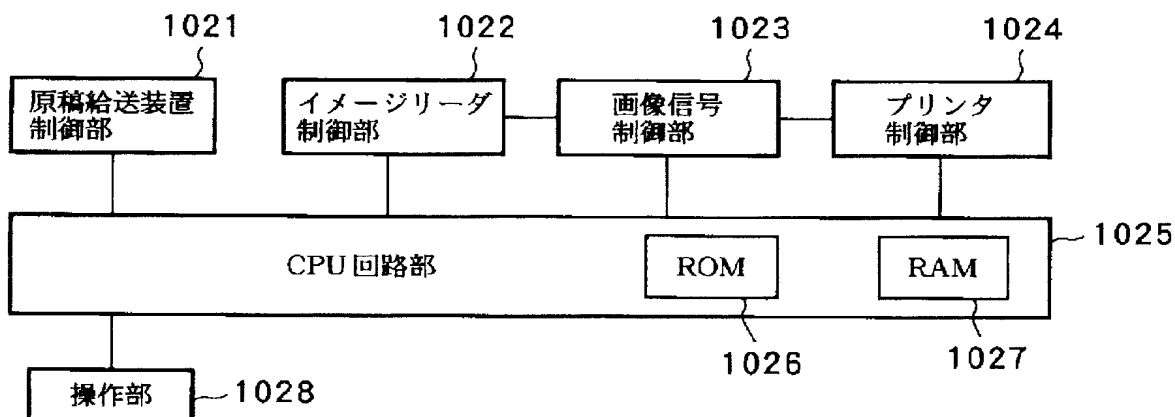 1021
1022
1023
1024
原稿給送装置
制御部
イメージリーダ
制御部
画像信号
制御部
プリンタ
制御部
CPU回路部
ROM
RAM
1025
1026
1027
操作部
1028